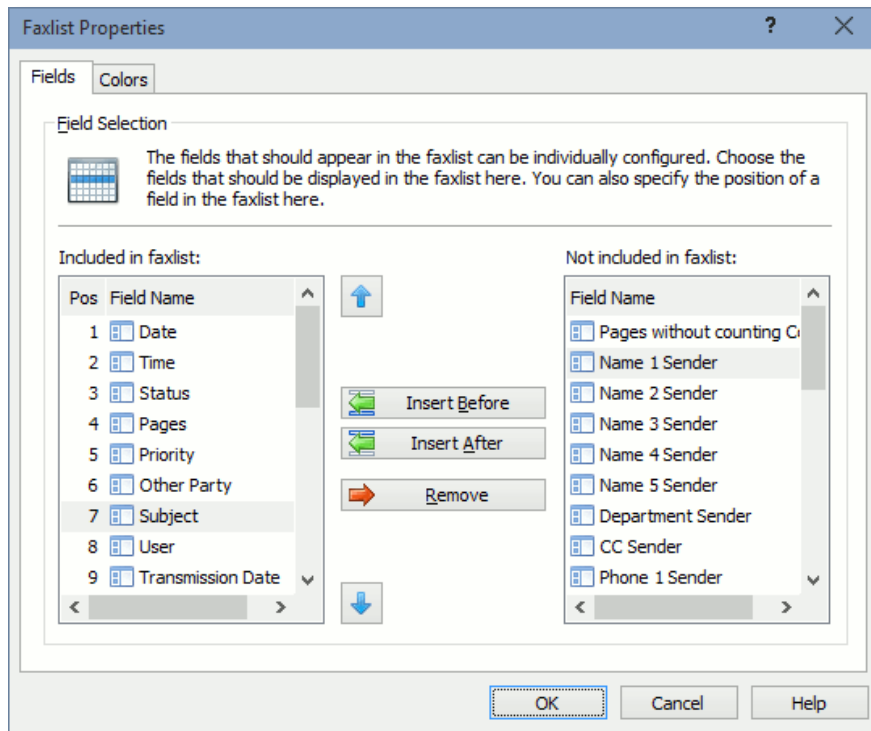 Faxlist Properties
?
Fields
Colors
Field Selection
The fields that should appear in the faxlist can be individually configured. Choose the
fields that should be displayed in the faxlist here. You can also specify the position of a
field in the faxlist here.
Included in faxlist:
Pos Field Name
1 Date
2 Time
3 Status
4 Pages
5 Priority
6 Other Party
7 Subject
8 User
9 Transmission Date
Insert Before
Insert After
Remove
Not included in faxlist:
Field Name
Pages without counting
Name 1 Sender
Name 2 Sender
Name 3 Sender
Name 4 Sender
Name 5 Sender
Department Sender
CC Sender
Phone 1 Sender
OK
Cancel
Help